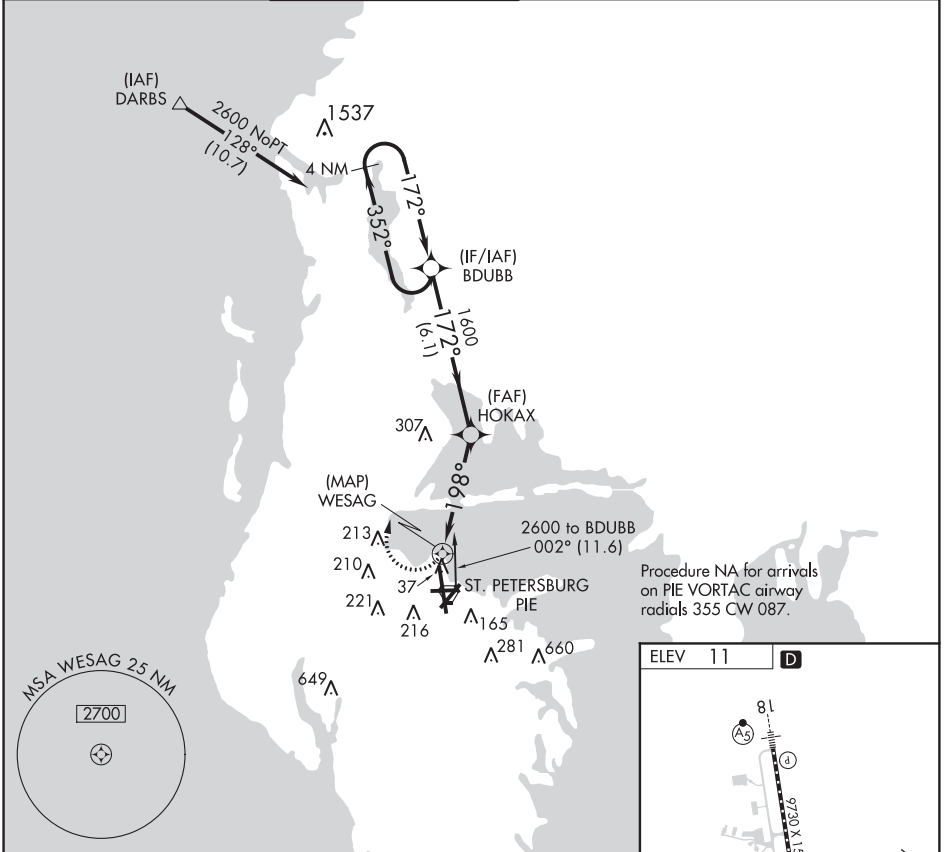 (IAF)
DARBS
2600 NoPT
128°
(10.7)
1537
4 NM
172°
352°
(IF/IAF)
BDUBB
1600
172°
(6.1)
(FAF)
HOKAX
307
198°
(MAP)
WESAG
213
2600 to BDUBB
002° (11.6)
210
37
ST. PETERSBURG
PIE
221
216
165
281
660
649
Procedure NA for arrivals
on PIE VORTAC airway
radials 355 CW 087.
MSA WESAG 25 NM
2700
ELEV 11
D
18
A5
P
9730 X 15